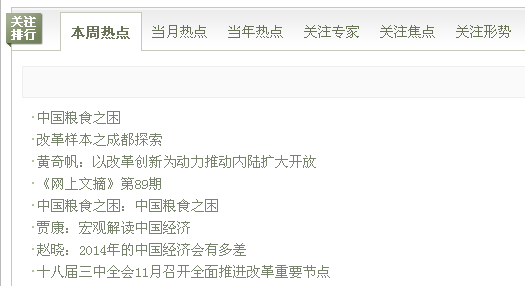 关注
排行
本周热点 当月热点 当年热点 关注专家 关注焦点 关注形势
·中国粮食之困
·改革样本之成都探索
·黄奇帆：以改革创新为动力推动内陆扩大开放
·《网上文摘》第89期
·中国粮食之困：中国粮食之困
·贾康：宏观解读中国经济
·赵晓：2014年的中国经济会有多差
·十八届三中全会11月召开全面推进改革重要节点